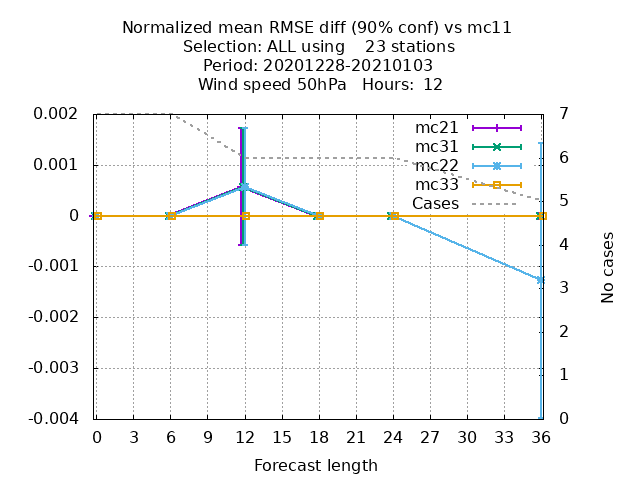 Normalized mean RMSE diff (90% conf) vs mc11
Selection: ALL using    23 stations
Period: 20201228-20210103
Wind speed 50hPa   Hours:  12
0.002
0.001
0
-0.001
-0.002
-0.003
-0.004
mc21
mc31
mc22
mc33
Cases
7
6
5
4
3
2
1
0
No cases
0 3 6 9 12 15 18 21 24 27 30 33 36
Forecast length